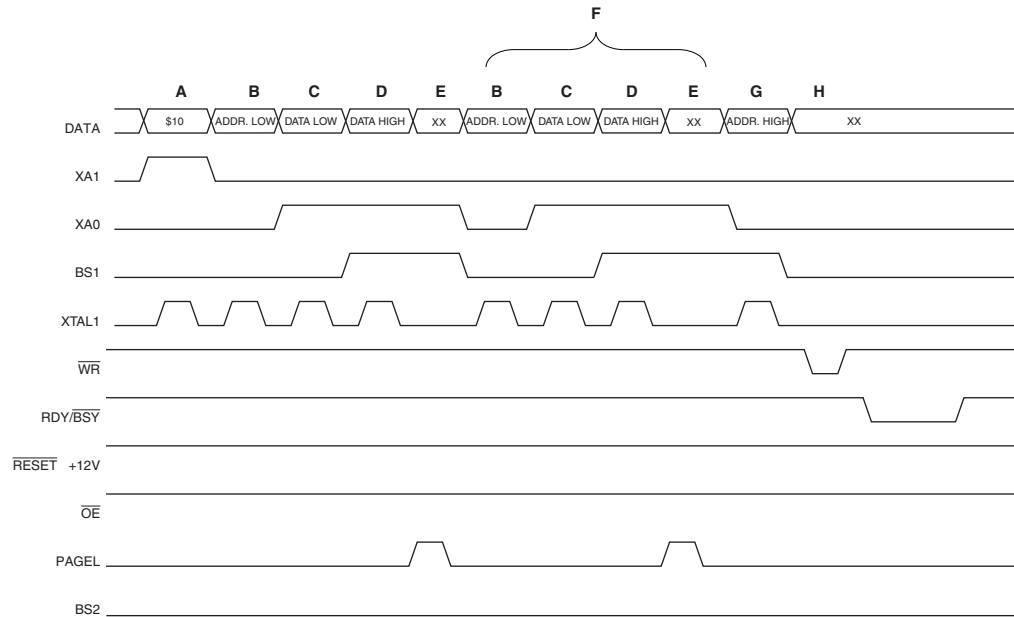 F
A B C D E B C D E G H
DATA $10 ADDR. LOW DATA LOW DATA HIGH XX ADDR. LOW DATA LOW DATA HIGH XX ADDR. HIGH XX
XA1
XA0
BS1
XTAL1
WR
RDY/BSY
RESET +12V
OE
PAGEL
BS2